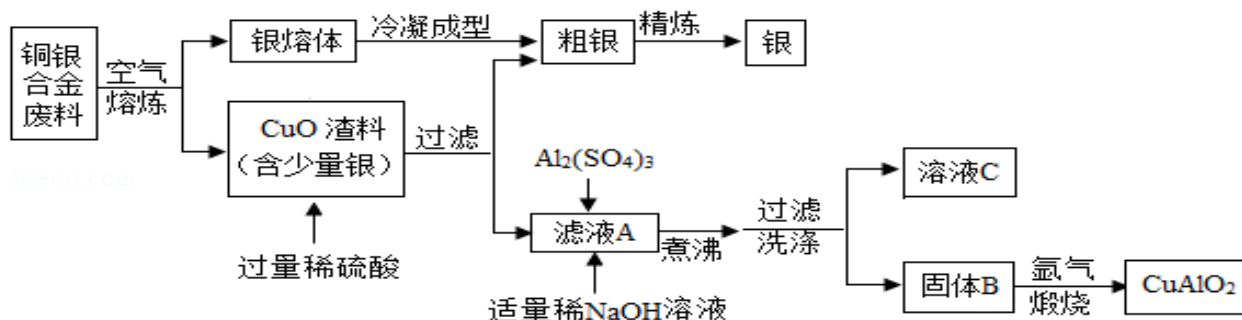 铜银
合金
废料
空气
熔炼
银熔体
冷凝成型
粗银
精炼
银
CuO 渣料
（含少量银）
过滤
过量稀硫酸
Al₂(SO₄)₃
滤液A
煮沸
适量稀NaOH溶液
过滤
洗涤
溶液C
固体B
氩气
煅烧
CuAlO₂